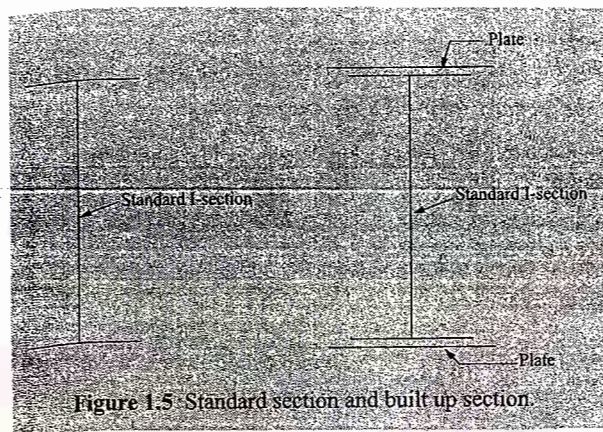 Plate
Standard I-section
Standard I-section
Plate
Figure 1.5 Standard section and built up section.